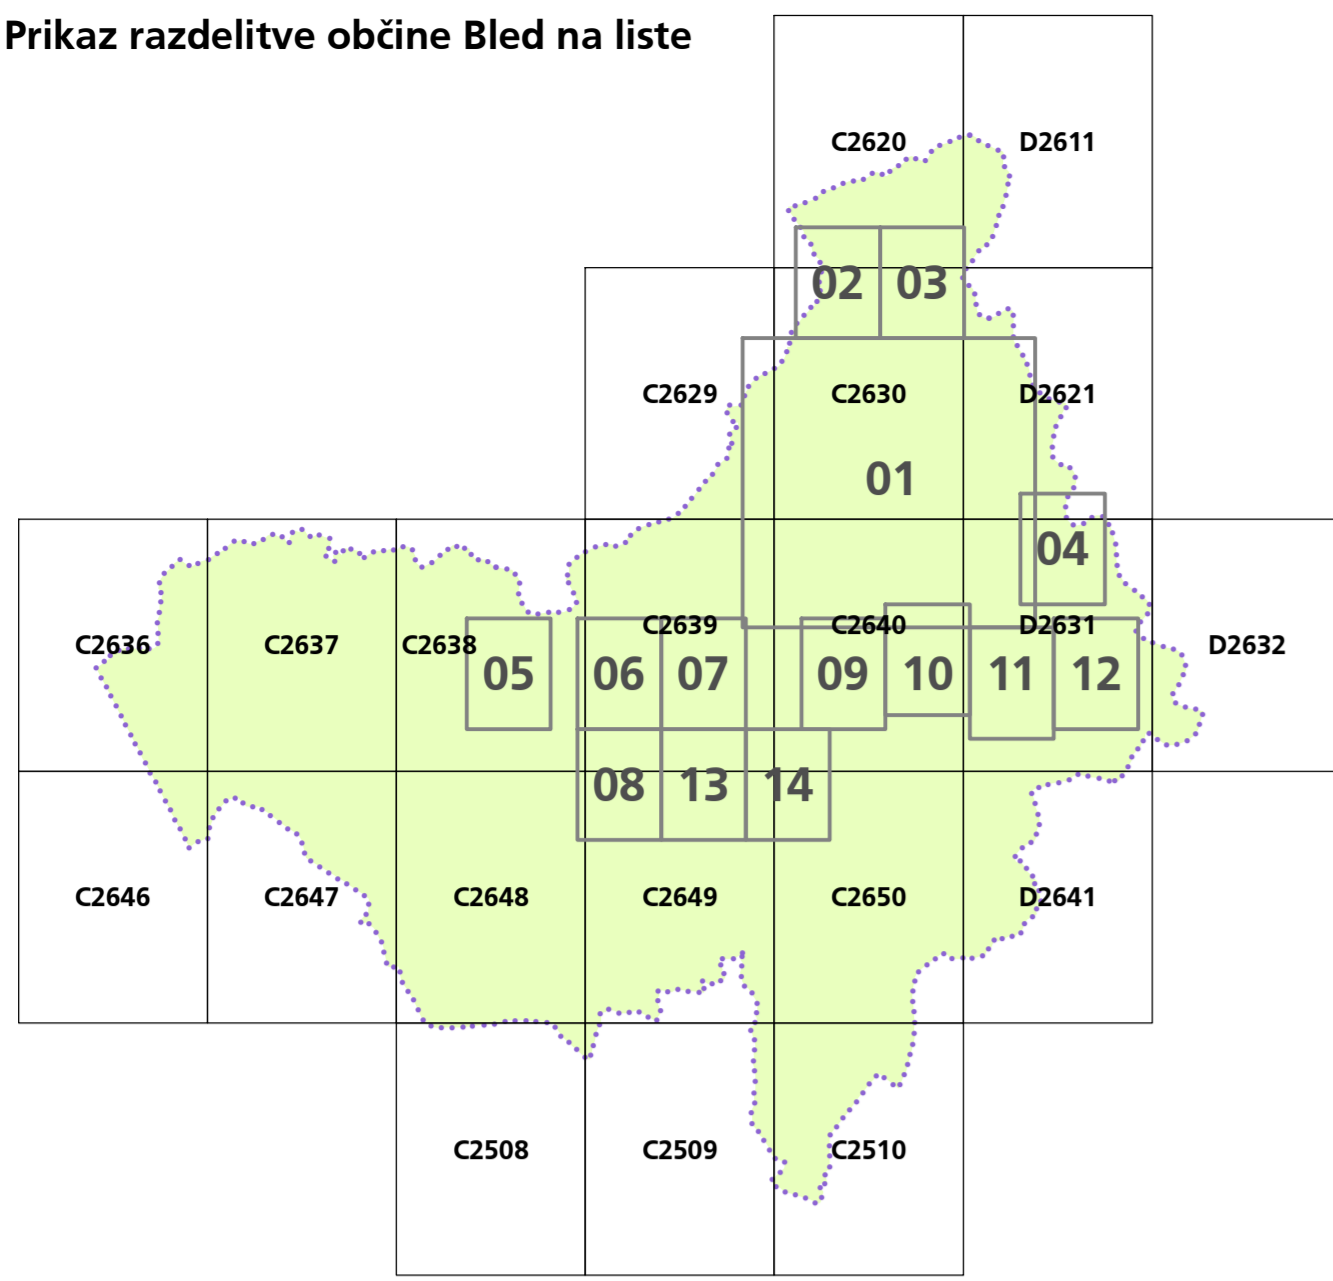 Prikaz razdelitve občine Bled na liste
C2620 D2611
02 03
C2629 C2630 D2621
01
04
C2639 C2640 D2631
C2636 C2637 C2638 D2632
05 06 07 09 10 11 12
08 13 14
C2646 C2647 C2648 C2649 C2650 D2641
C2508 C2509 C2510